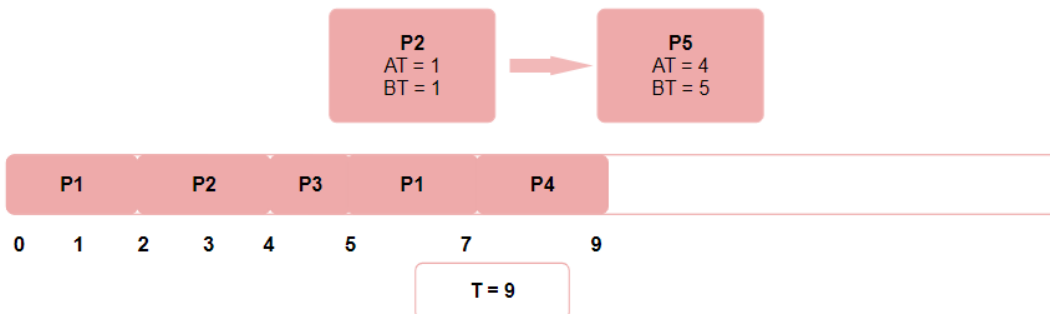 P2
AT = 1
BT = 1
P5
AT = 4
BT = 5
P1 P2 P3 P1 P4
0 1 2 3 4 5 7 9
T = 9